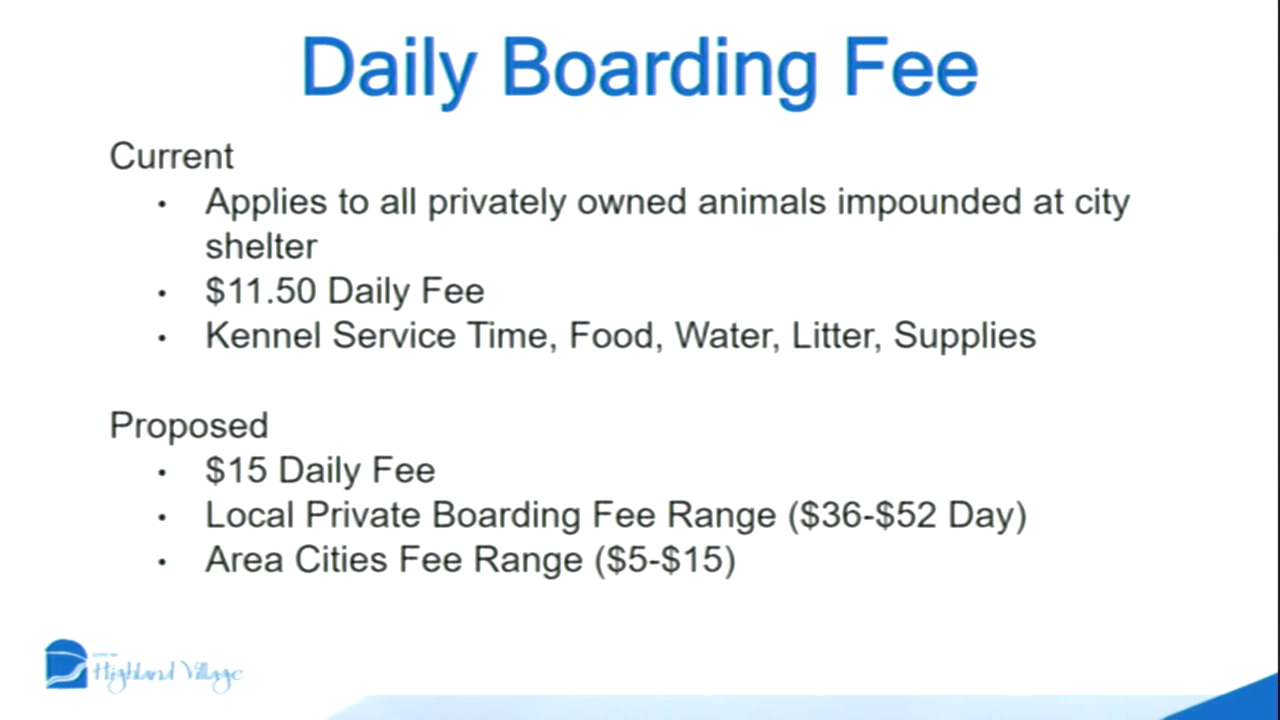 Daily Boarding Fee
Current
• Applies to all privately owned animals impounded at city
shelter
• $11.50 Daily Fee
• Kennel Service Time, Food, Water, Litter, Supplies
Proposed
• $15 Daily Fee
• Local Private Boarding Fee Range ($36-$52 Day)
• Area Cities Fee Range ($5-$15)
Highland Village